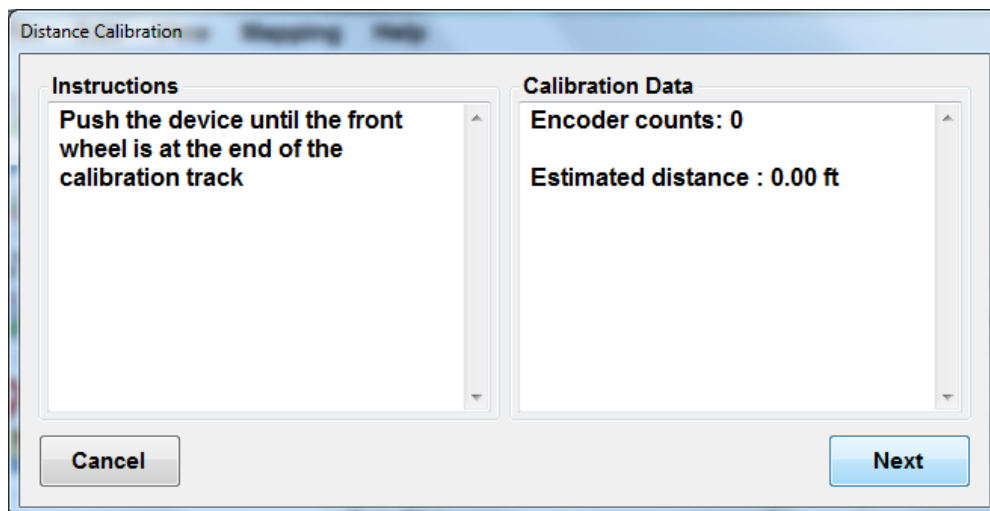 Distance Calibration
Instructions
Push the device until the front
wheel is at the end of the
calibration track
Calibration Data
Encoder counts: 0
Estimated distance : 0.00 ft
Cancel
Next